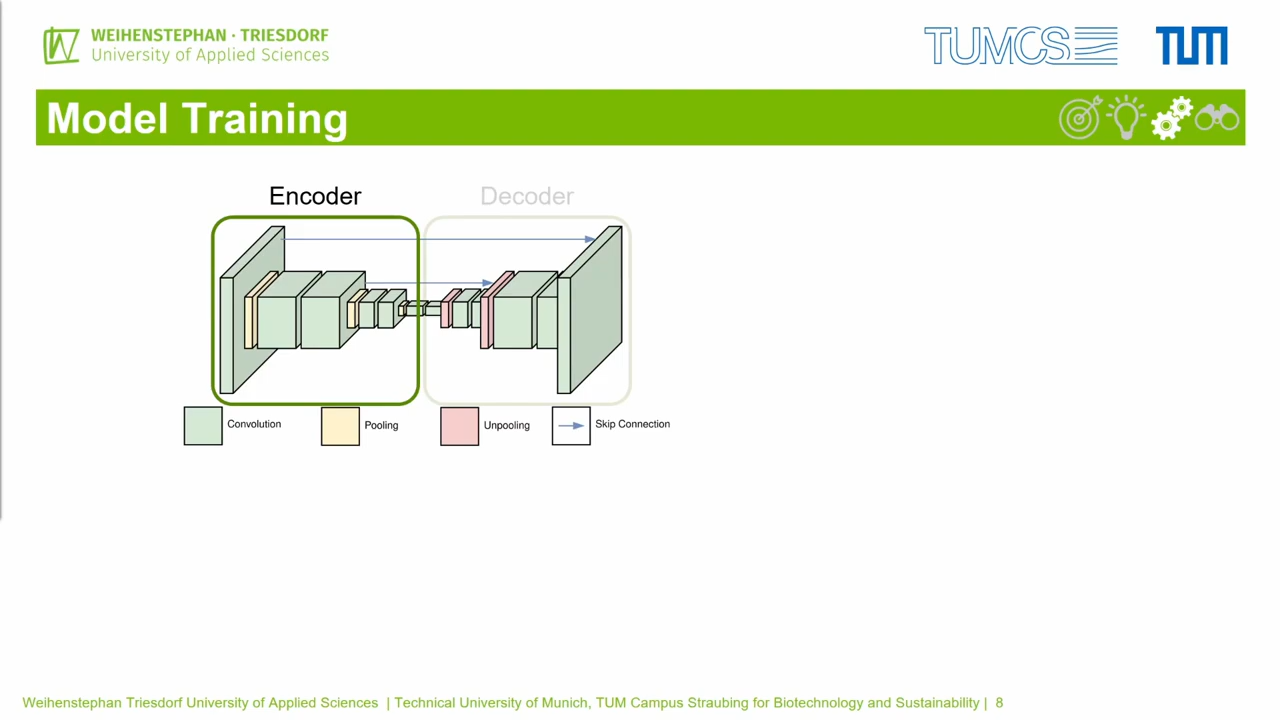 WEIHENSTEPHAN · TRIESDORF
University of Applied Sciences
TUMCS
TUM
Model Training
Encoder
Decoder
Convolution
Pooling
Unpooling
Skip Connection
Weihenstephan Triesdorf University of Applied Sciences | Technical University of Munich, TUM Campus Straubing for Biotechnology and Sustainability | 8